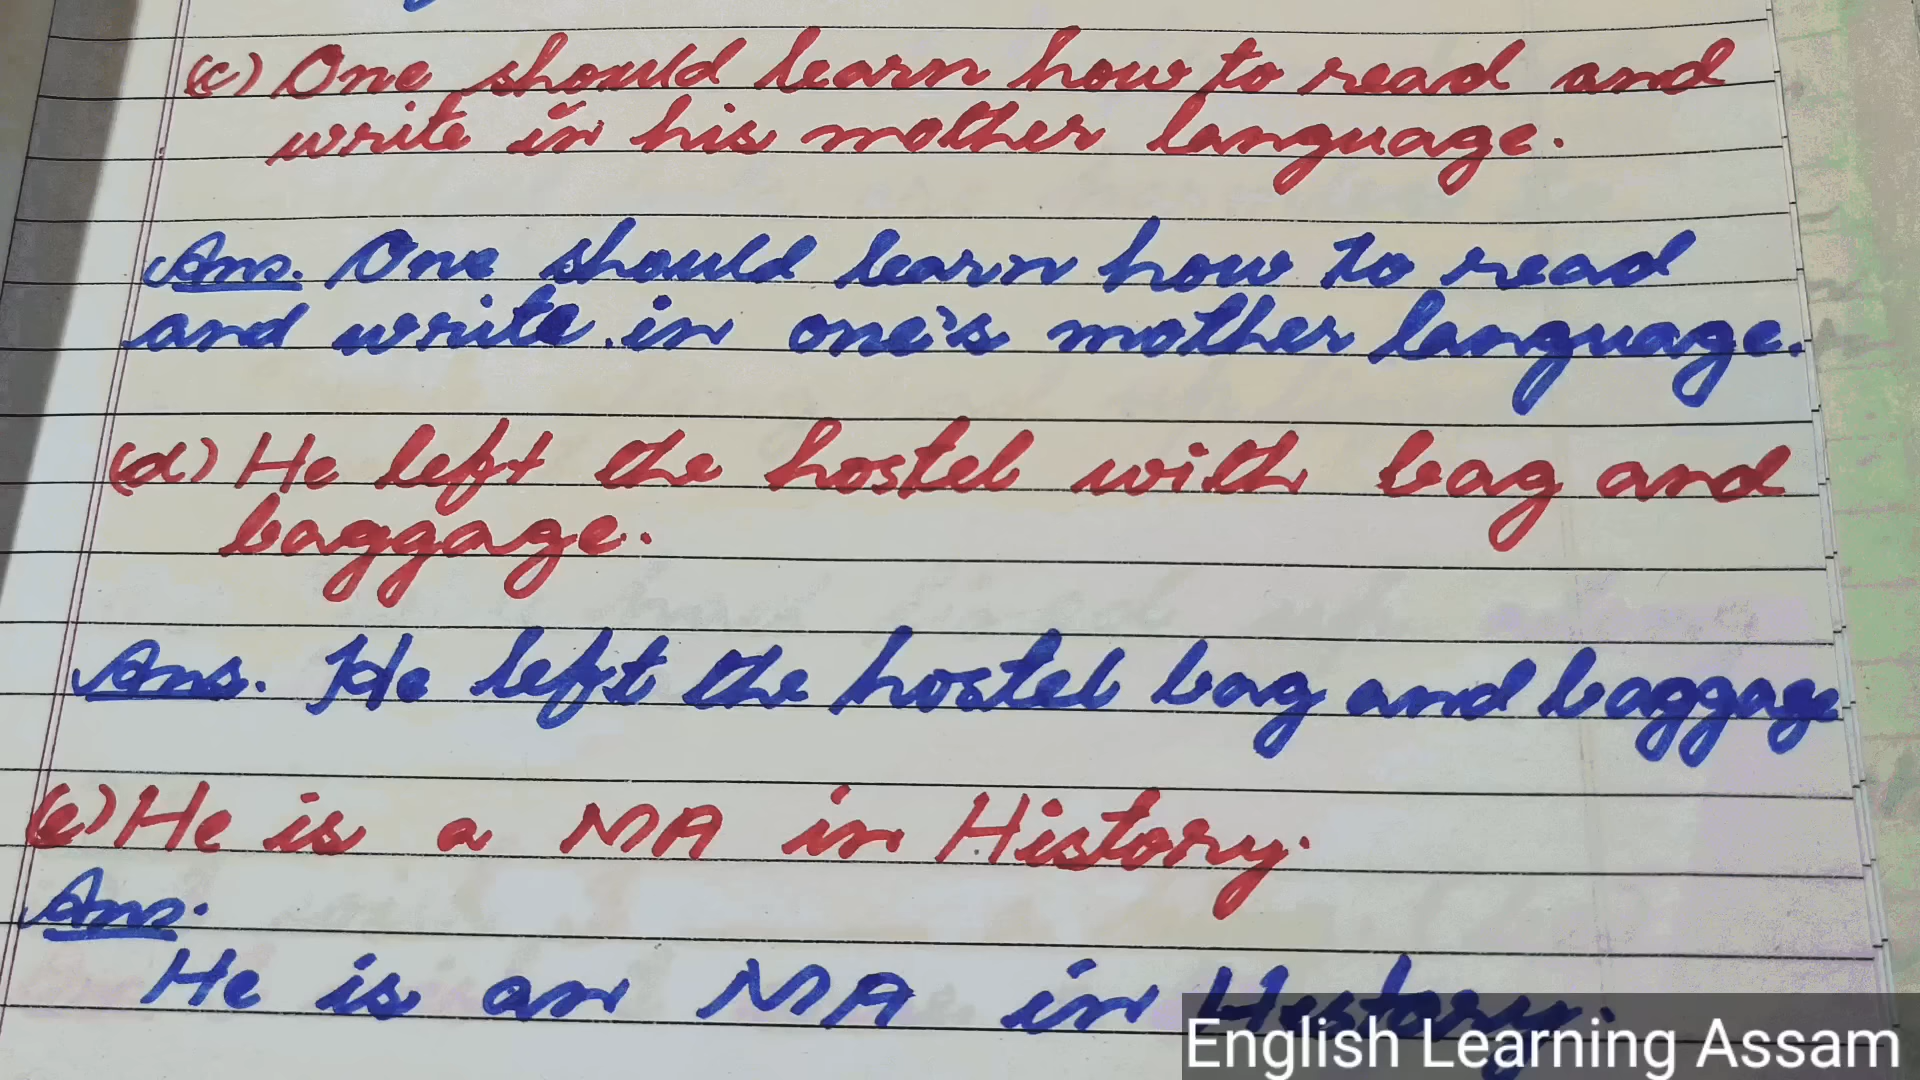 (c) One should learn how to read and
write in his mother language.
Ans. One should learn how to read
and write in one's mother language.
(d) He left the hostel with bag and
baggage.
Ans. He left the hostel bag and baggage
(e) He is a MA in History.
Ans.
He is an MA in History.
English Learning Assam